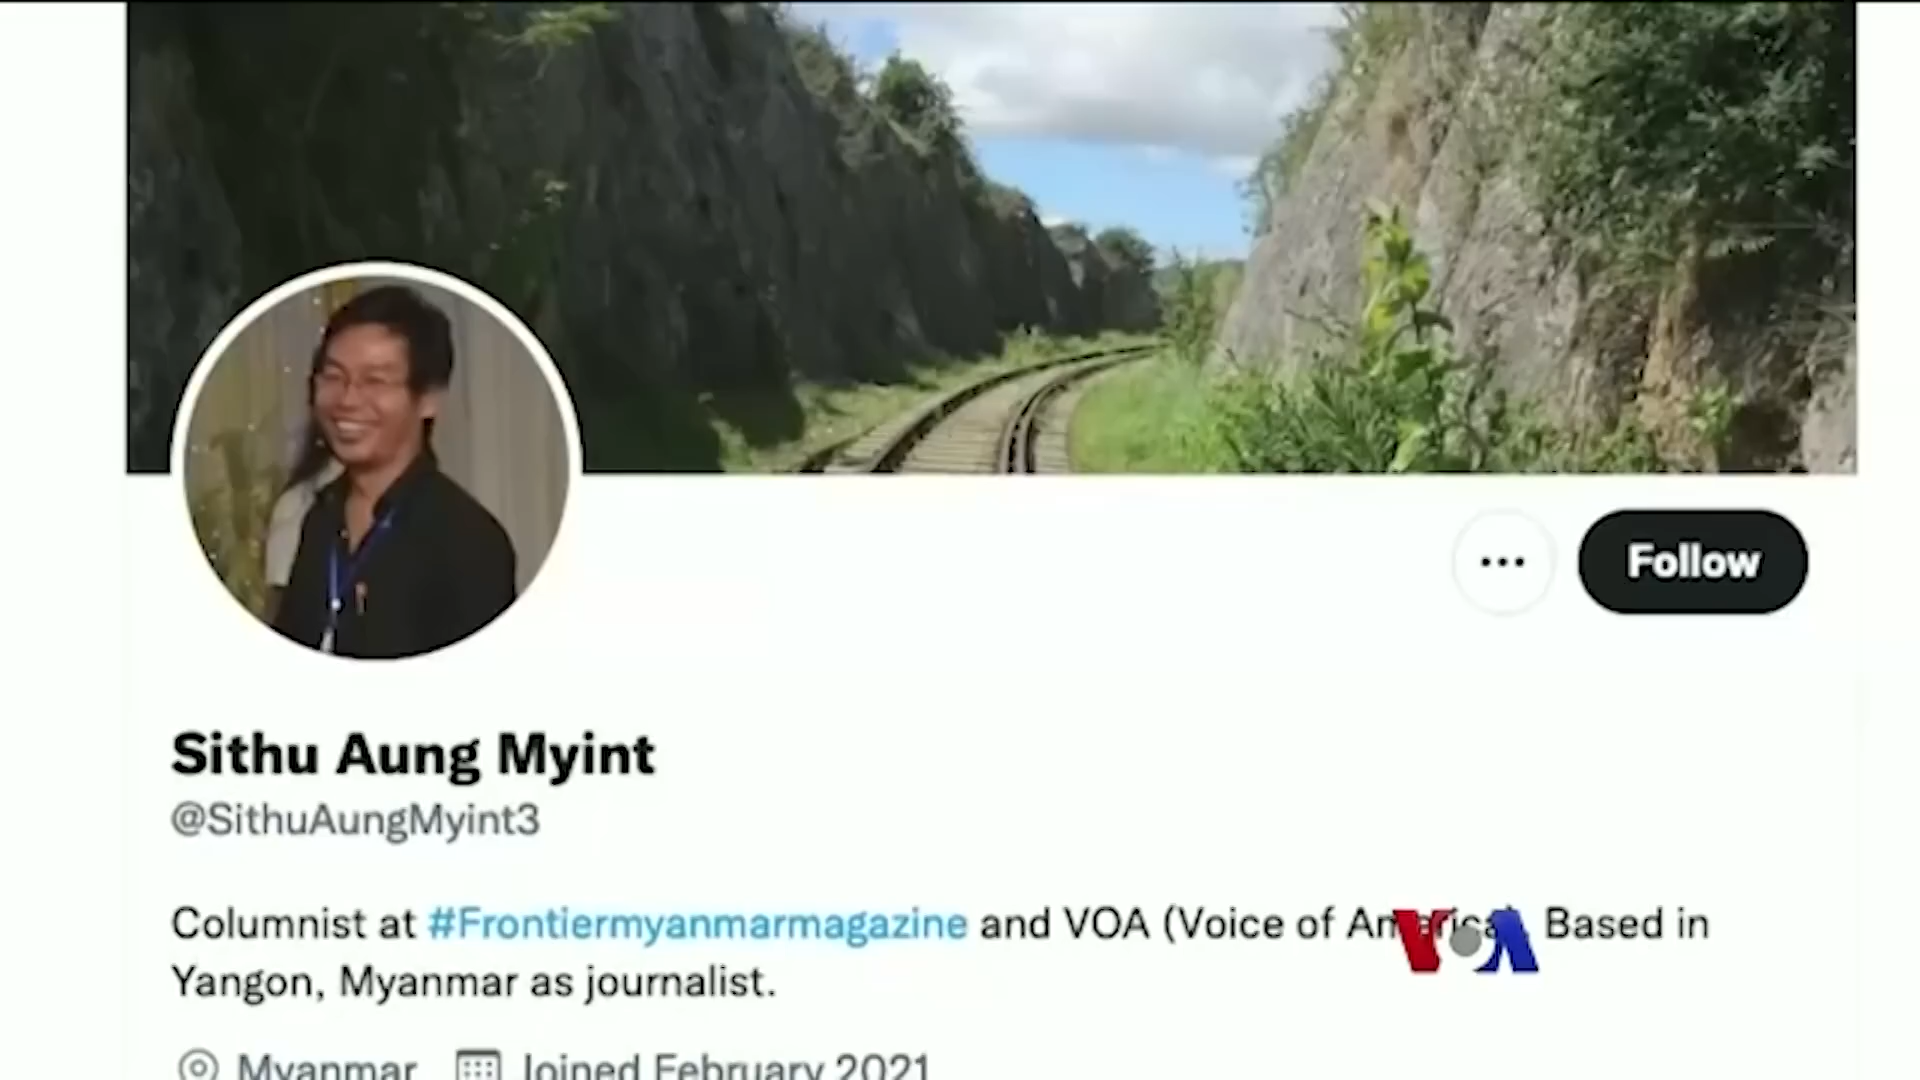 Follow
Sithu Aung Myint
@SithuAungMyint3
Columnist at #Frontiermyanmarmagazine and VOA (Voice of America). Based in
Yangon, Myanmar as journalist.
VOA
Myanmar Joined February 2021